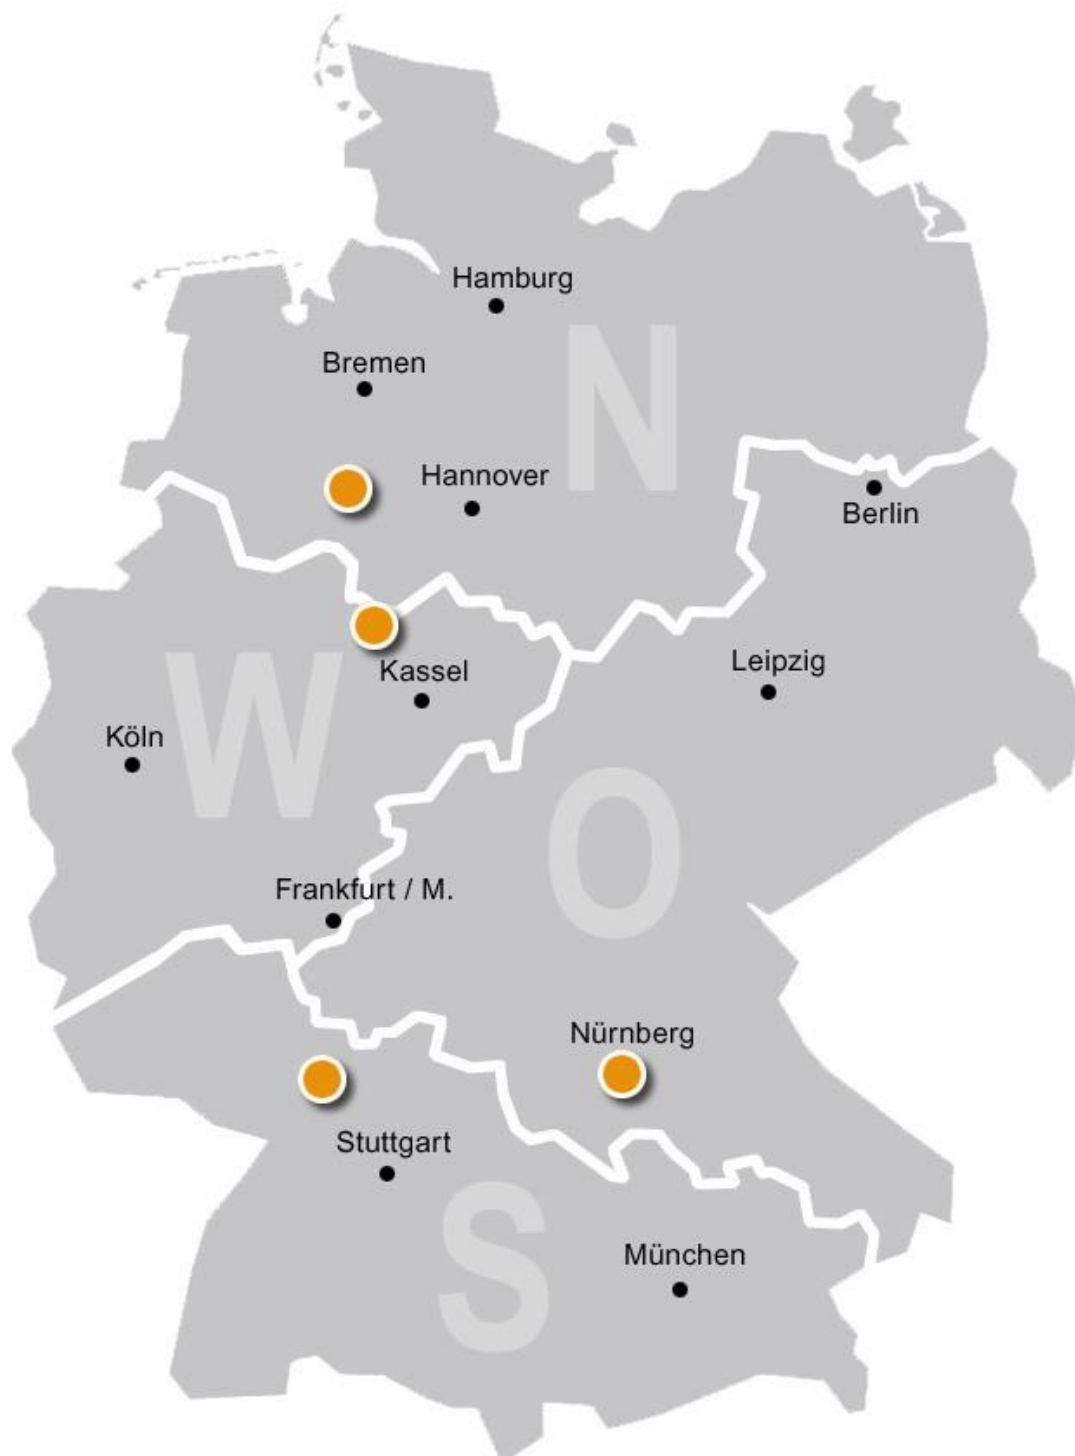 Hamburg
N
Bremen
Hannover
Berlin
W
Kassel
Leipzig
Köln
O
Frankfurt / M.
Nürnberg
Stuttgart
S
München